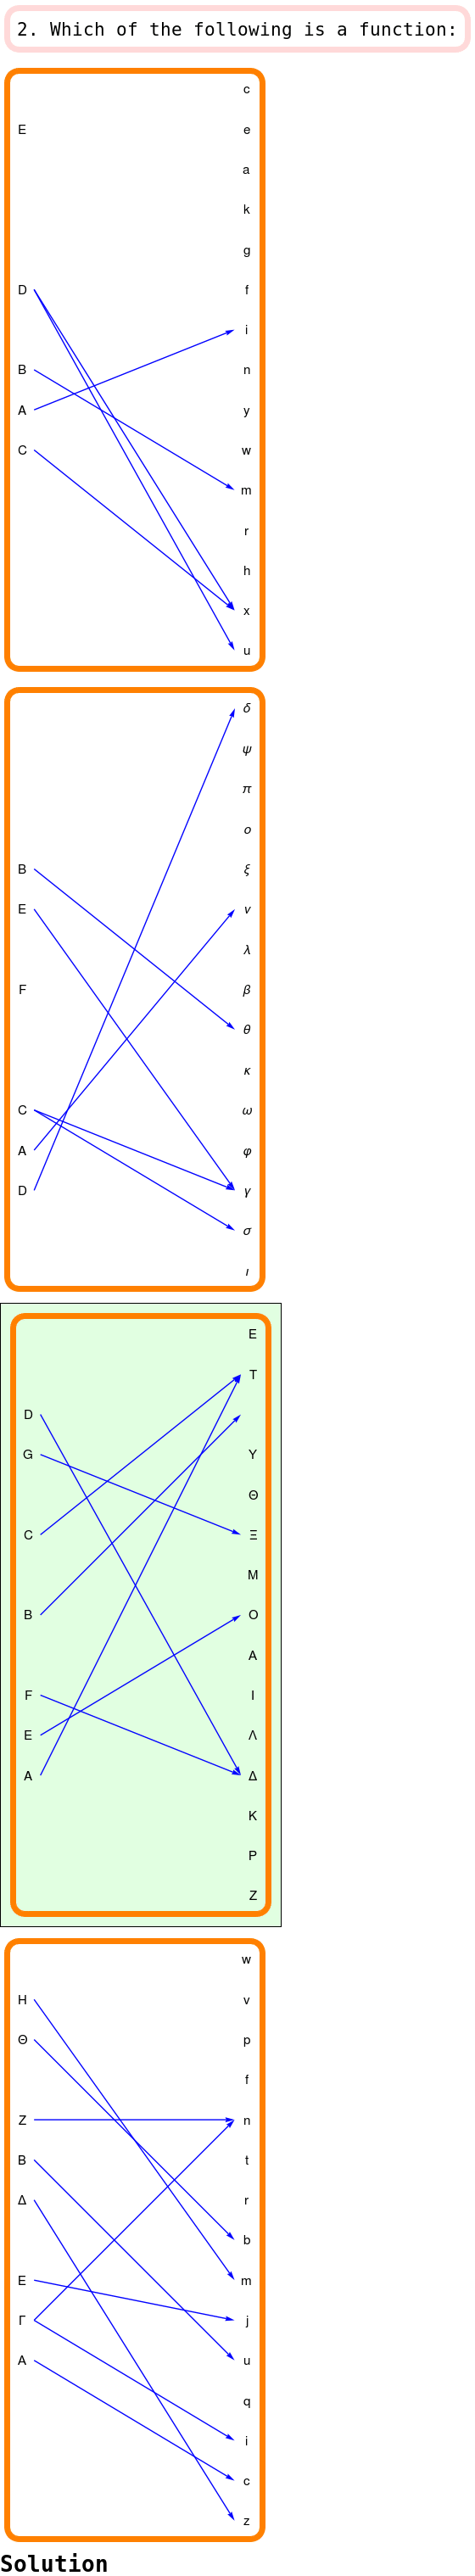 2. Which of the following is a function:
c
E e
a
k
g
D f
i
B n
A y
C w
m
r
h
x
u
δ
ψ
π
ο
B ξ
E ν
λ
F β
θ
κ
C ω
A φ
D γ
σ
ι
E
T
D
G Υ
Θ
C Ξ
M
B O
A
F I
E Λ
A Δ
K
P
Z
w
H v
Θ p
f
Z n
B t
Δ r
b
E m
Γ j
A u
q
i
c
z
Solution